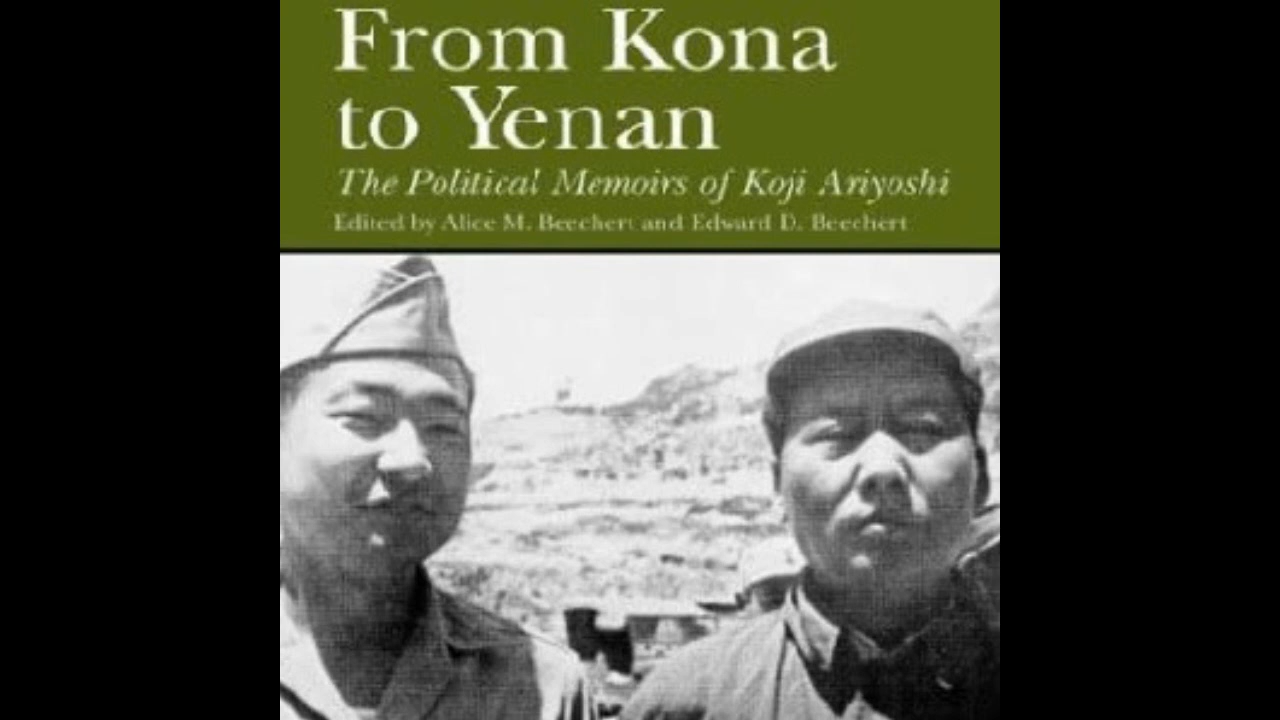 From Kona
to Yenan
The Political Memoirs of Koji Ariyoshi
Edited by Alice M. Beechert and Edward D. Beechert